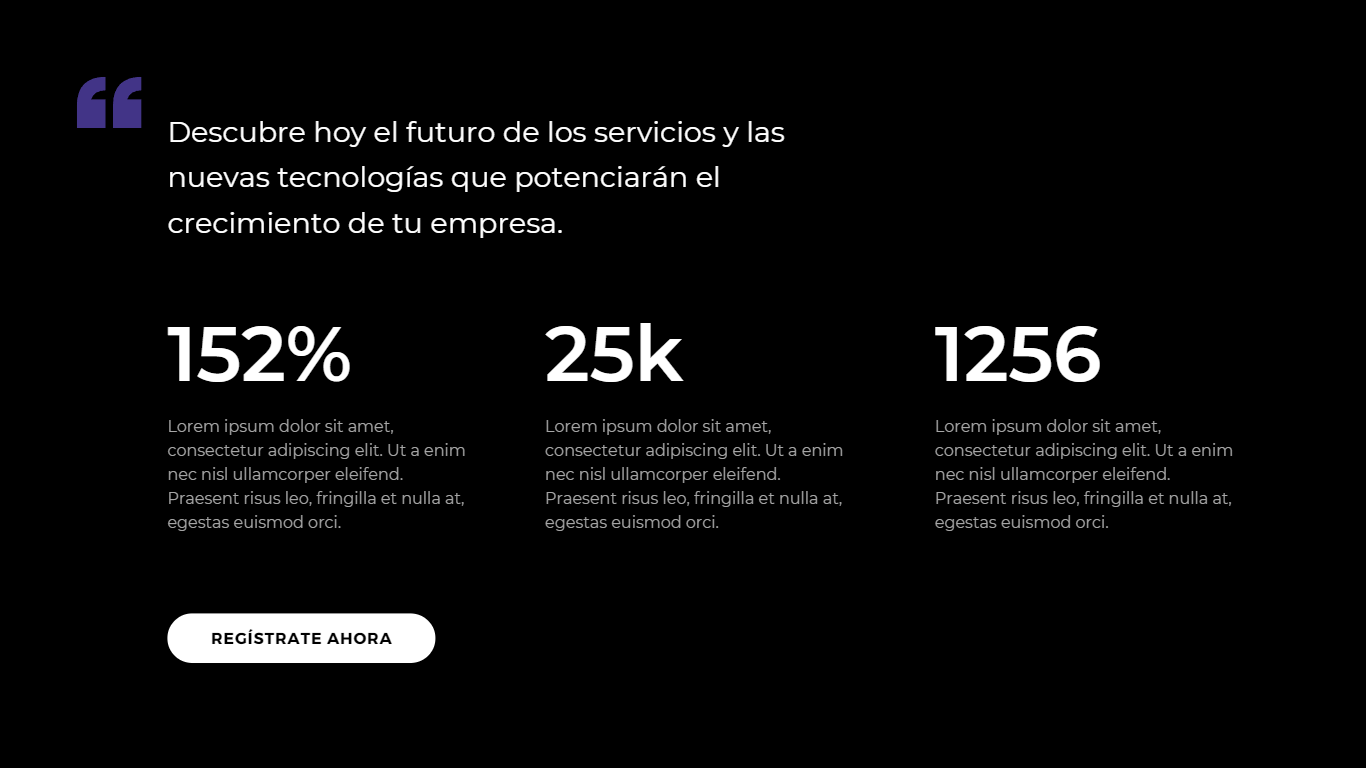 “
Descubre hoy el futuro de los servicios y las
nuevas tecnologías que potenciarán el
crecimiento de tu empresa.
152%
Lorem ipsum dolor sit amet,
consectetur adipiscing elit. Ut a enim
nec nisl ullamcorper eleifend.
Praesent risus leo, fringilla et nulla at,
egestas euismod orci.
25k
Lorem ipsum dolor sit amet,
consectetur adipiscing elit. Ut a enim
nec nisl ullamcorper eleifend.
Praesent risus leo, fringilla et nulla at,
egestas euismod orci.
1256
Lorem ipsum dolor sit amet,
consectetur adipiscing elit. Ut a enim
nec nisl ullamcorper eleifend.
Praesent risus leo, fringilla et nulla at,
egestas euismod orci.
REGÍSTRATE AHORA